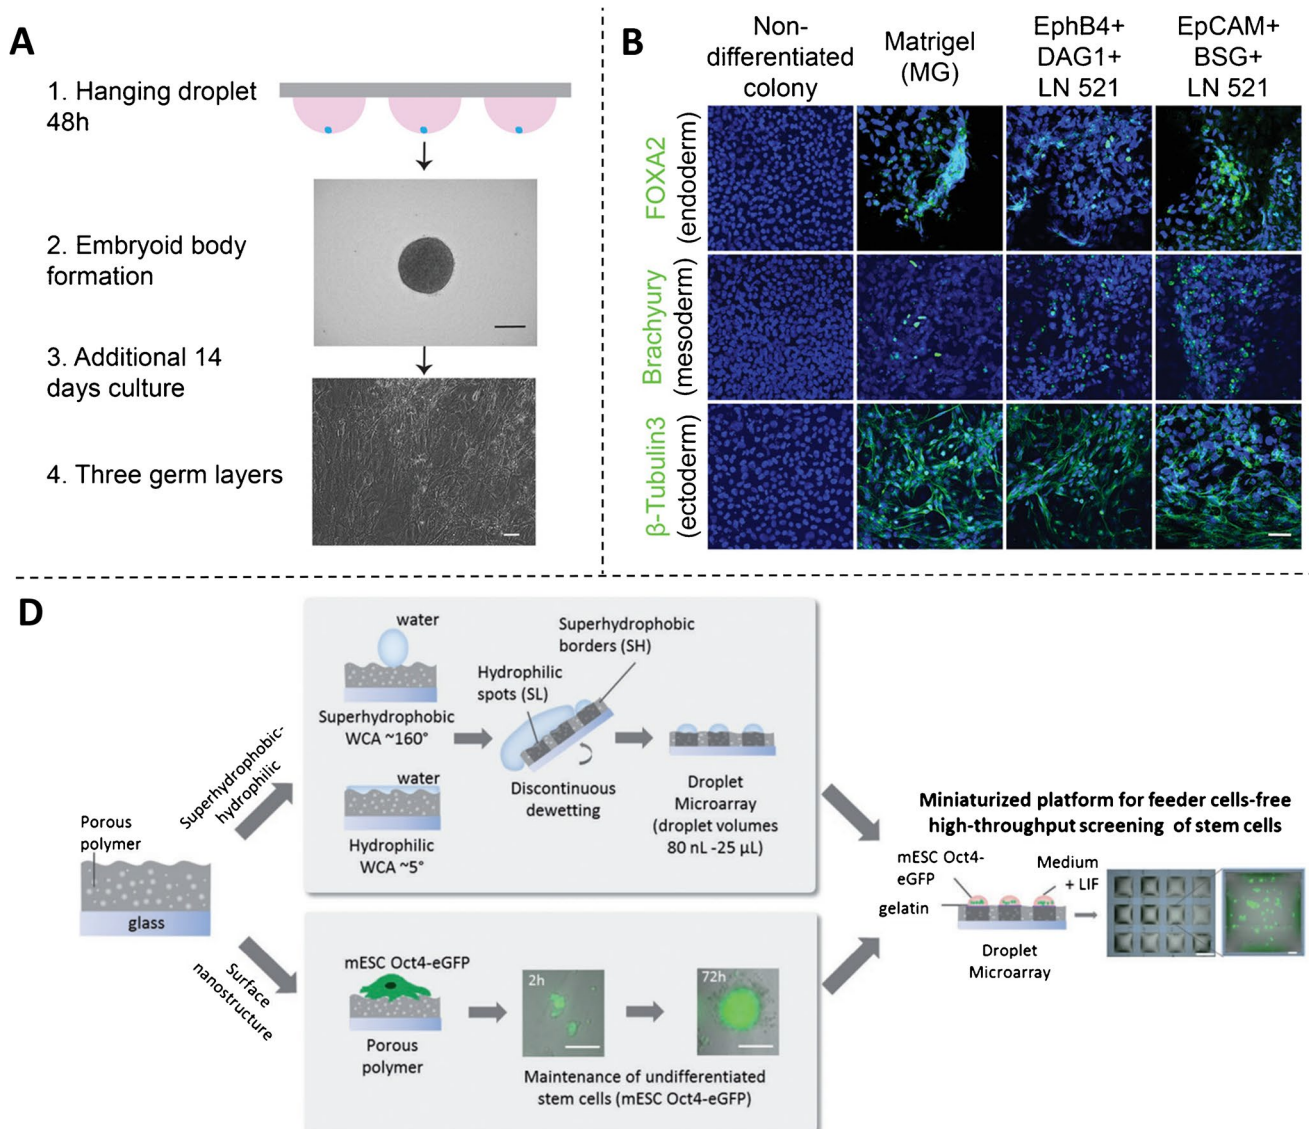 A
1. Hanging droplet
48h
2. Embryoid body
formation
3. Additional 14
days culture
4. Three germ layers
B
Non-
differentiated
colony
Matrigel
(MG)
EphB4+
DAG1+
LN 521
EpCAM+
BSG+
LN 521
FOXA2
(endoderm)
Brachyury
(mesoderm)
β-Tubulin3
(ectoderm)
D
Porous
polymer
glass
Superhydrophobic-
hydrophilic
Surface
nanostructure
water
Superhydrophobic
WCA ~160°
water
Hydrophilic
WCA ~5°
Hydrophilic
spots (SL)
Superhydrophobic
borders (SH)
Discontinuous
dewetting
Droplet
Microarray
(droplet volumes
80 nL -25 µL)
mESC Oct4-eGFP
Porous
polymer
2h
72h
Maintenance of undifferentiated
stem cells (mESC Oct4-eGFP)
Miniaturized platform for feeder cells-free
high-throughput screening of stem cells
mESC Oct4-
eGFP
gelatin
Medium
+ LIF
Droplet
Microarray